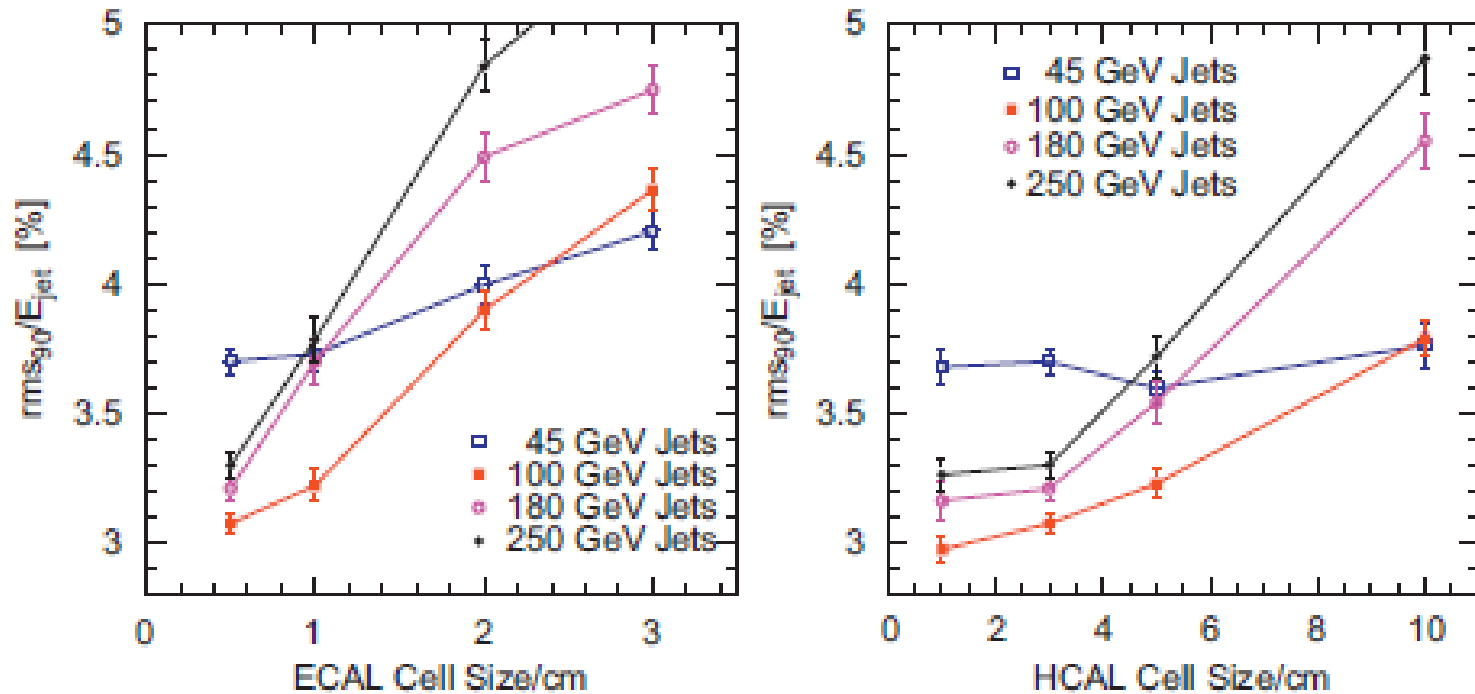 rms90/Ejet [%]
5
4.5
4
3.5
3
45 GeV Jets
100 GeV Jets
180 GeV Jets
250 GeV Jets
0 1 2 3
ECAL Cell Size/cm
rms90/Ejet [%]
5
4.5
4
3.5
3
45 GeV Jets
100 GeV Jets
180 GeV Jets
250 GeV Jets
0 2 4 6 8 10
HCAL Cell Size/cm